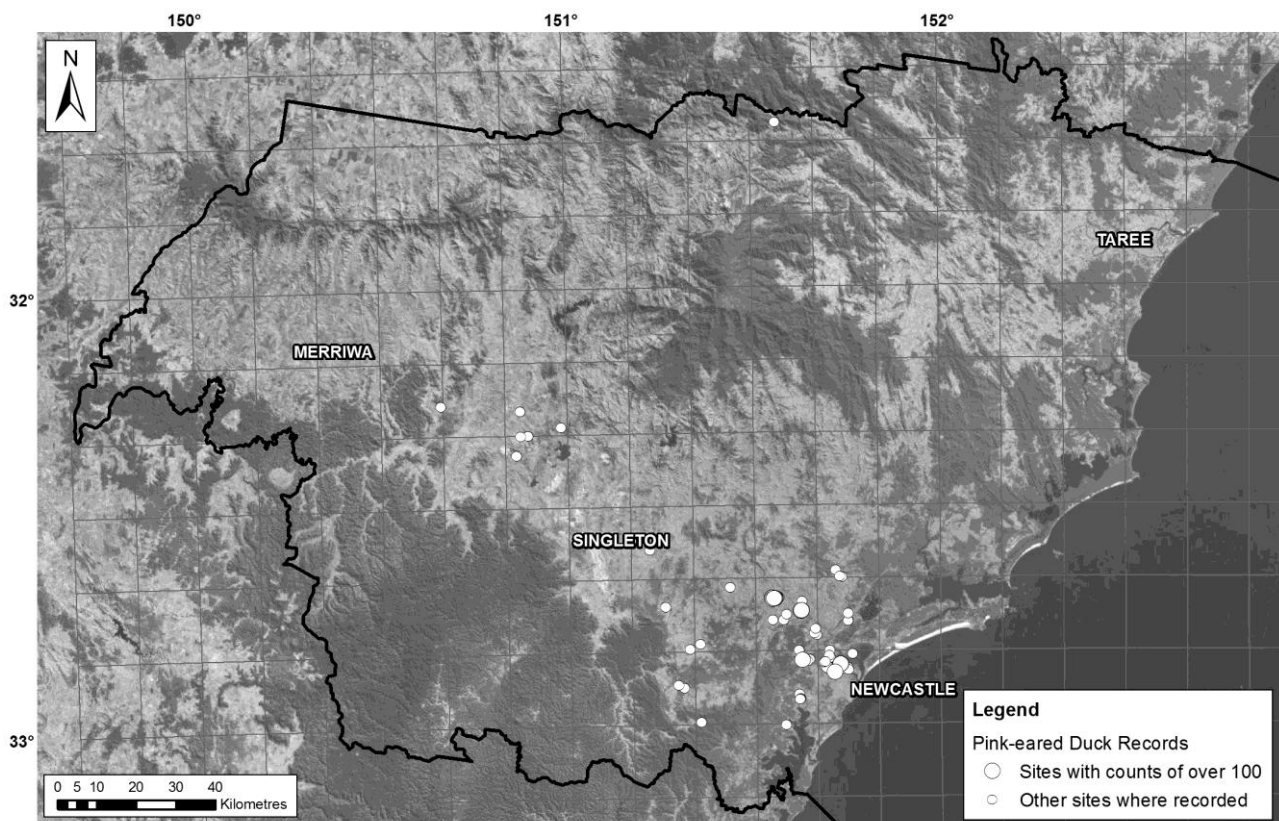 150°
151°
152°
N
TAREE
32°
MERRIWA
SINGLETON
NEWCASTLE
33°
Legend
Pink-eared Duck Records
Sites with counts of over 100
Other sites where recorded
0 5 10 20 30 40
Kilometres